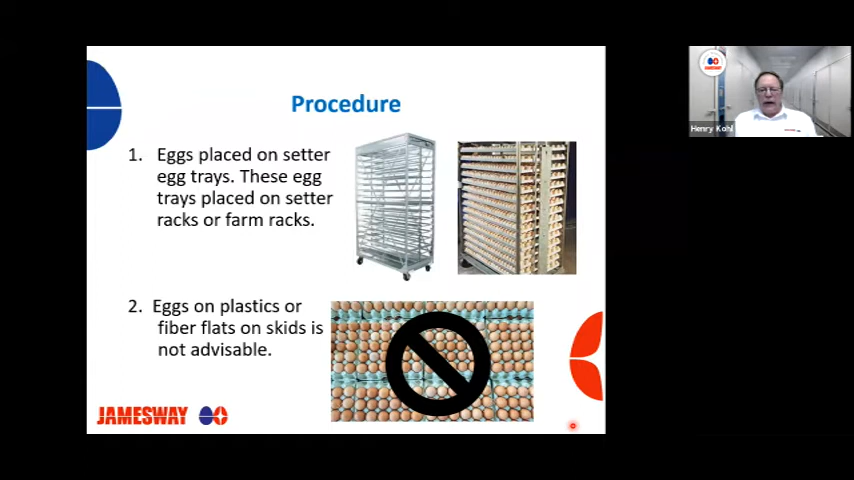 Procedure
1. Eggs placed on setter
egg trays. These egg
trays placed on setter
racks or farm racks.
2. Eggs on plastics or
fiber flats on skids is
not advisable.
JAMESWAY
JAMESWAY
Henry Kohl